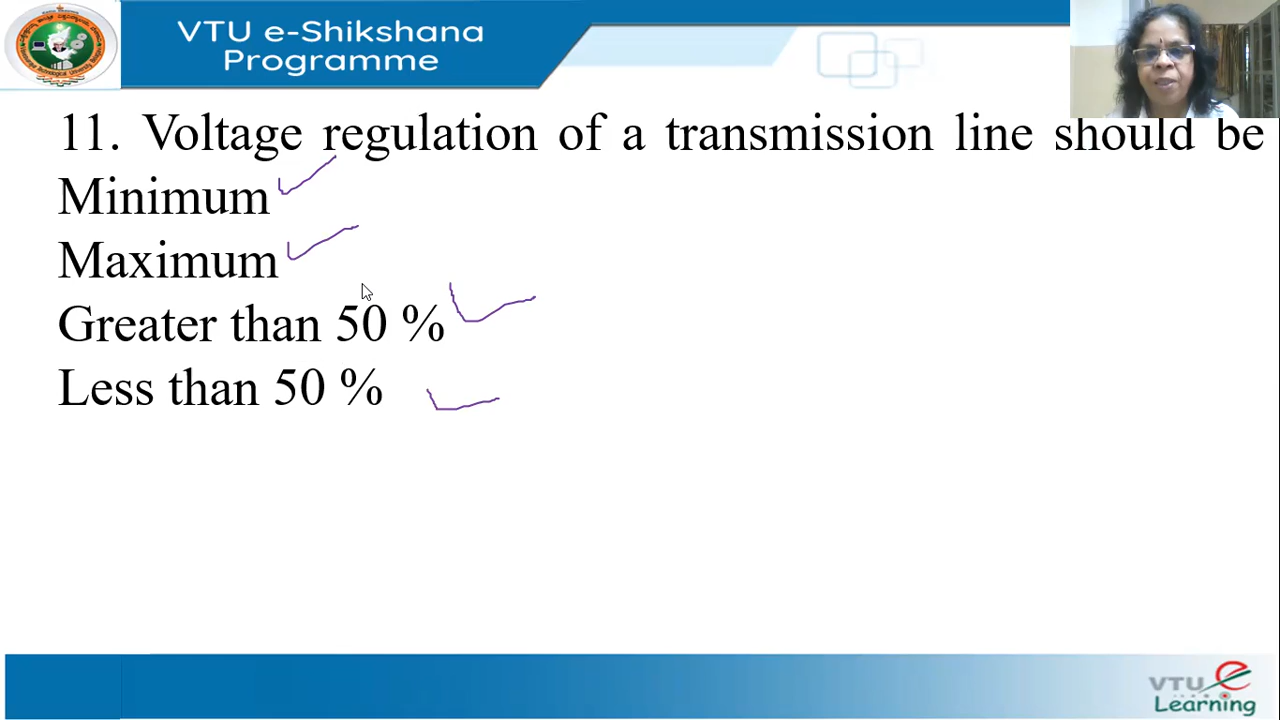 VTU e-Shikshana
Programme
11. Voltage regulation of a transmission line should be
Minimum
Maximum
Greater than 50 %
Less than 50 %
VTU e
Learning